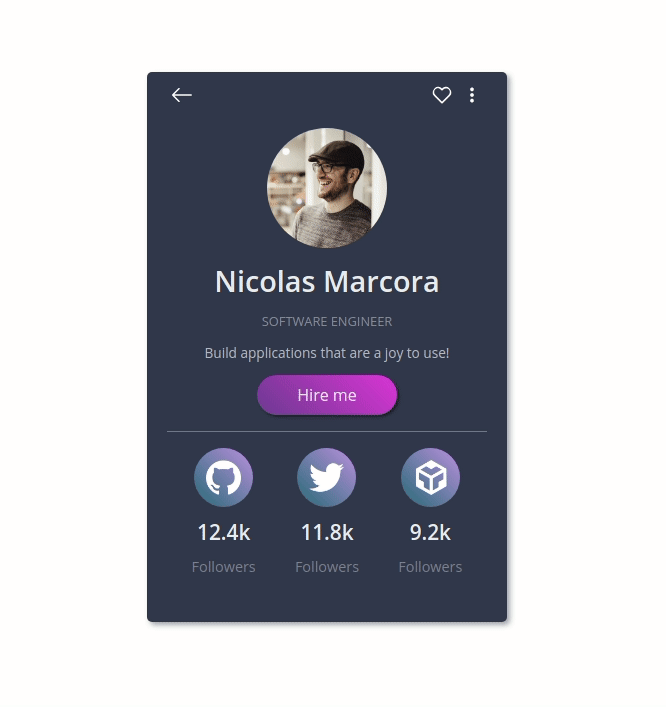 Nicolas Marcora
SOFTWARE ENGINEER
Build applications that are a joy to use!
Hire me
12.4k 11.8k 9.2k
Followers Followers Followers